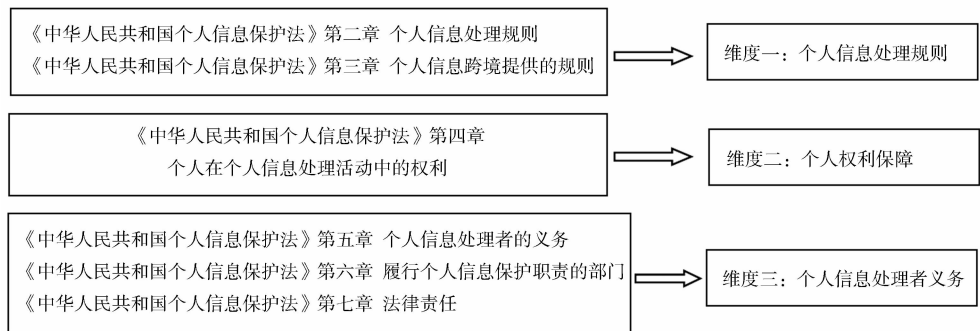 《中华人民共和国个人信息保护法》第二章 个人信息处理规则
《中华人民共和国个人信息保护法》第三章 个人信息跨境提供的规则
维度一：个人信息处理规则
《中华人民共和国个人信息保护法》第四章
个人在个人信息处理活动中的权利
维度二：个人权利保障
《中华人民共和国个人信息保护法》第五章 个人信息处理者的义务
《中华人民共和国个人信息保护法》第六章 履行个人信息保护职责的部门
《中华人民共和国个人信息保护法》第七章 法律责任
维度三：个人信息处理者义务